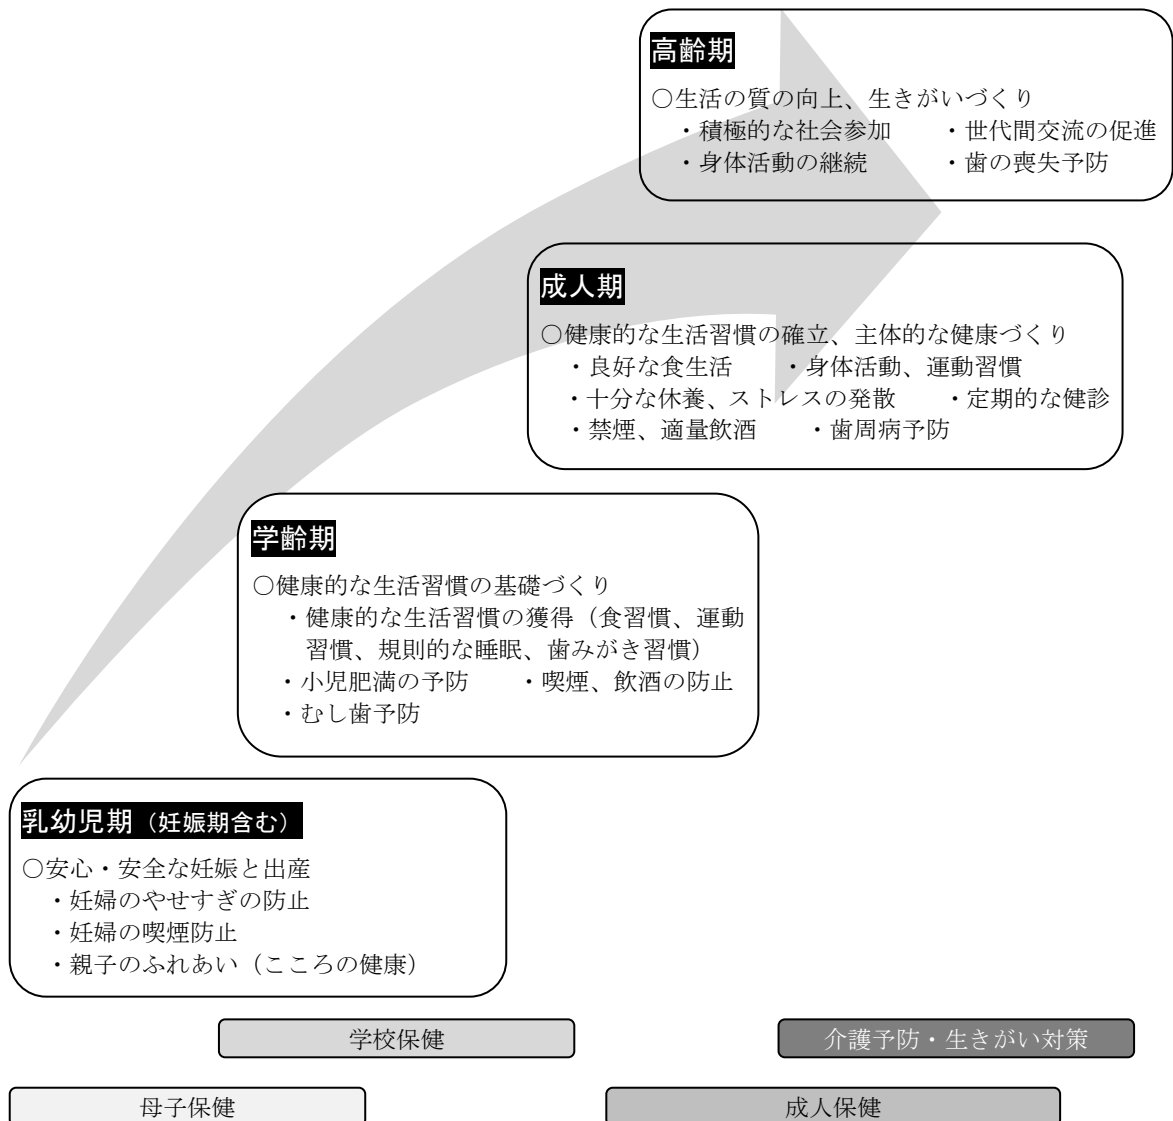 高齢期
○生活の質の向上、生きがいづくり
・積極的な社会参加　・世代間交流の促進
・身体活動の継続　・歯の喪失予防
成人期
○健康的な生活習慣の確立、主体的な健康づくり
・良好な食生活　・身体活動、運動習慣
・十分な休養、ストレスの発散　・定期的な健診
・禁煙、適量飲酒　・歯周病予防
学齢期
○健康的な生活習慣の基礎づくり
・健康的な生活習慣の獲得（食習慣、運動
習慣、規則的な睡眠、歯みがき習慣）
・小児肥満の予防　・喫煙、飲酒の防止
・むし歯予防
乳幼児期（妊娠期含む）
○安心・安全な妊娠と出産
・妊婦のやせすぎの防止
・妊婦の喫煙防止
・親子のふれあい（こころの健康）
学校保健　介護予防・生きがい対策
母子保健　成人保健